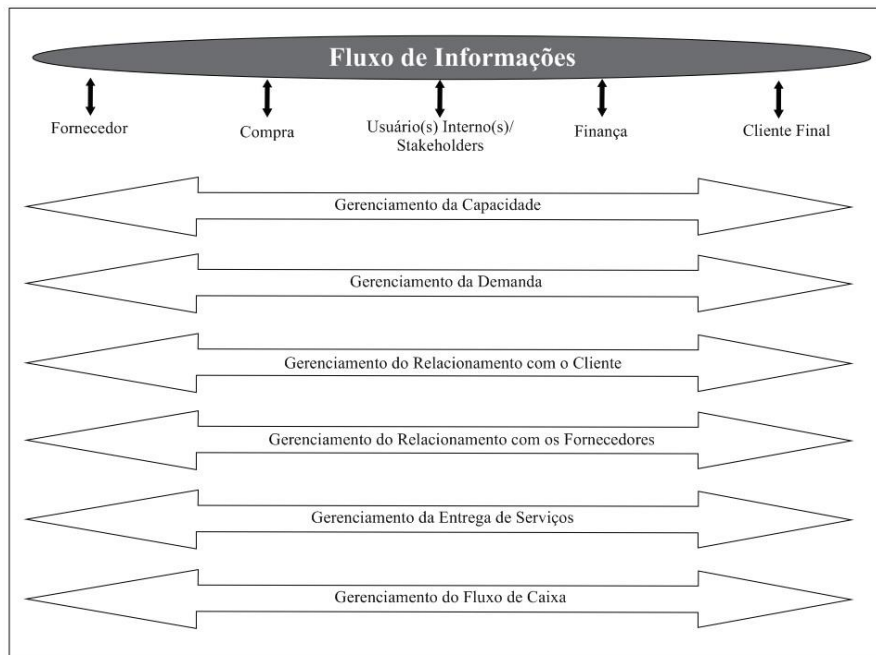 Fluxo de Informações
Fornecedor
Compra
Usuário(s) Interno(s)/
Stakeholders
Finança
Cliente Final
Gerenciamento da Capacidade
Gerenciamento da Demanda
Gerenciamento do Relacionamento com o Cliente
Gerenciamento do Relacionamento com os Fornecedores
Gerenciamento da Entrega de Serviços
Gerenciamento do Fluxo de Caixa